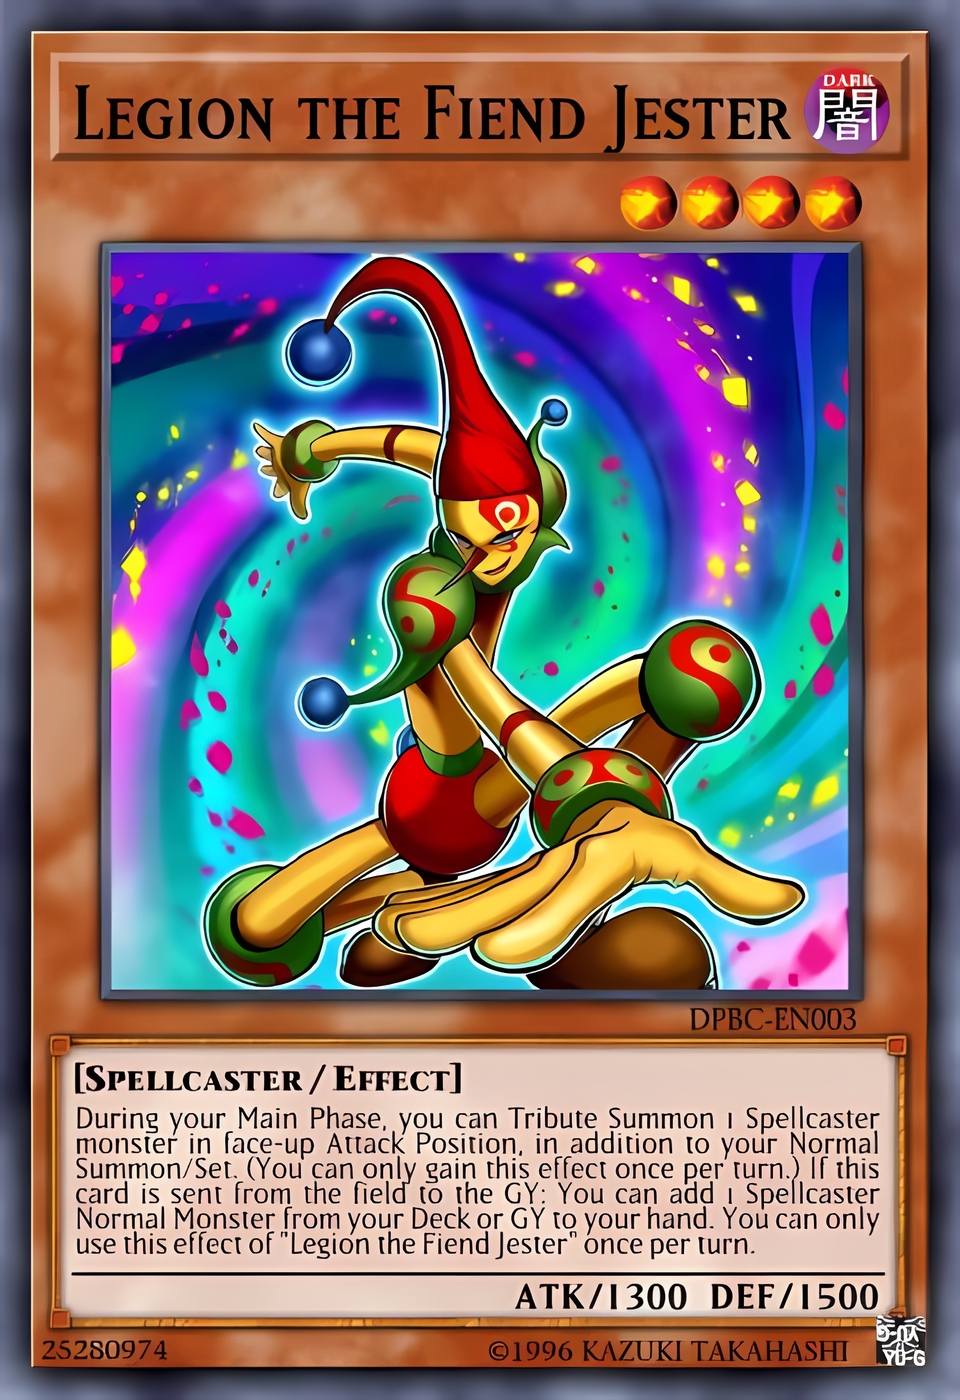 Legion the Fiend Jester
DARK
闇
DPBC-EN003
[Spellcaster / Effect]
During your Main Phase, you can Tribute Summon 1 Spellcaster
monster in face-up Attack Position, in addition to your Normal
Summon/Set. (You can only gain this effect once per turn.) If this
card is sent from the field to the GY: You can add 1 Spellcaster
Normal Monster from your Deck or GY to your hand. You can only
use this effect of "Legion the Fiend Jester" once per turn.
ATK/1300 DEF/1500
25280974
©1996 KAZUKI TAKAHASHI